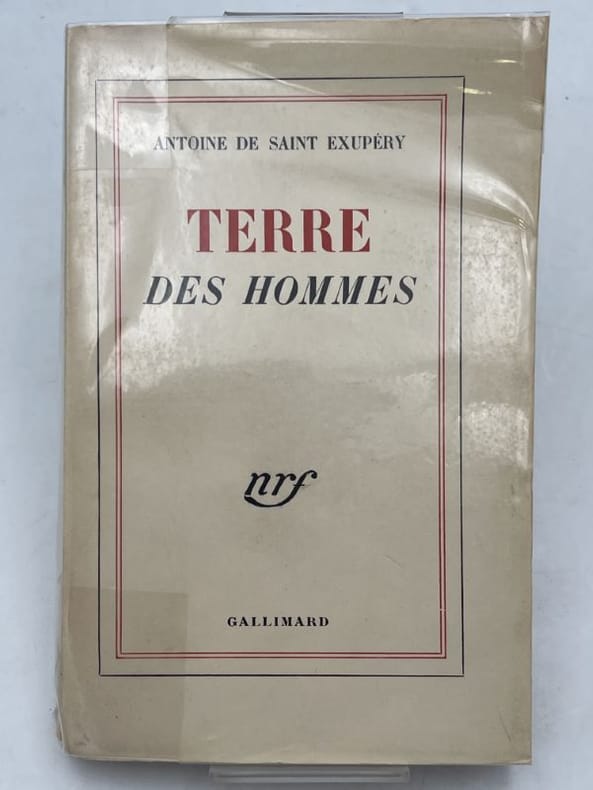 ANTOINE DE SAINT EXUPÉRY
TERRE
DES HOMMES
nrf
GALLIMARD